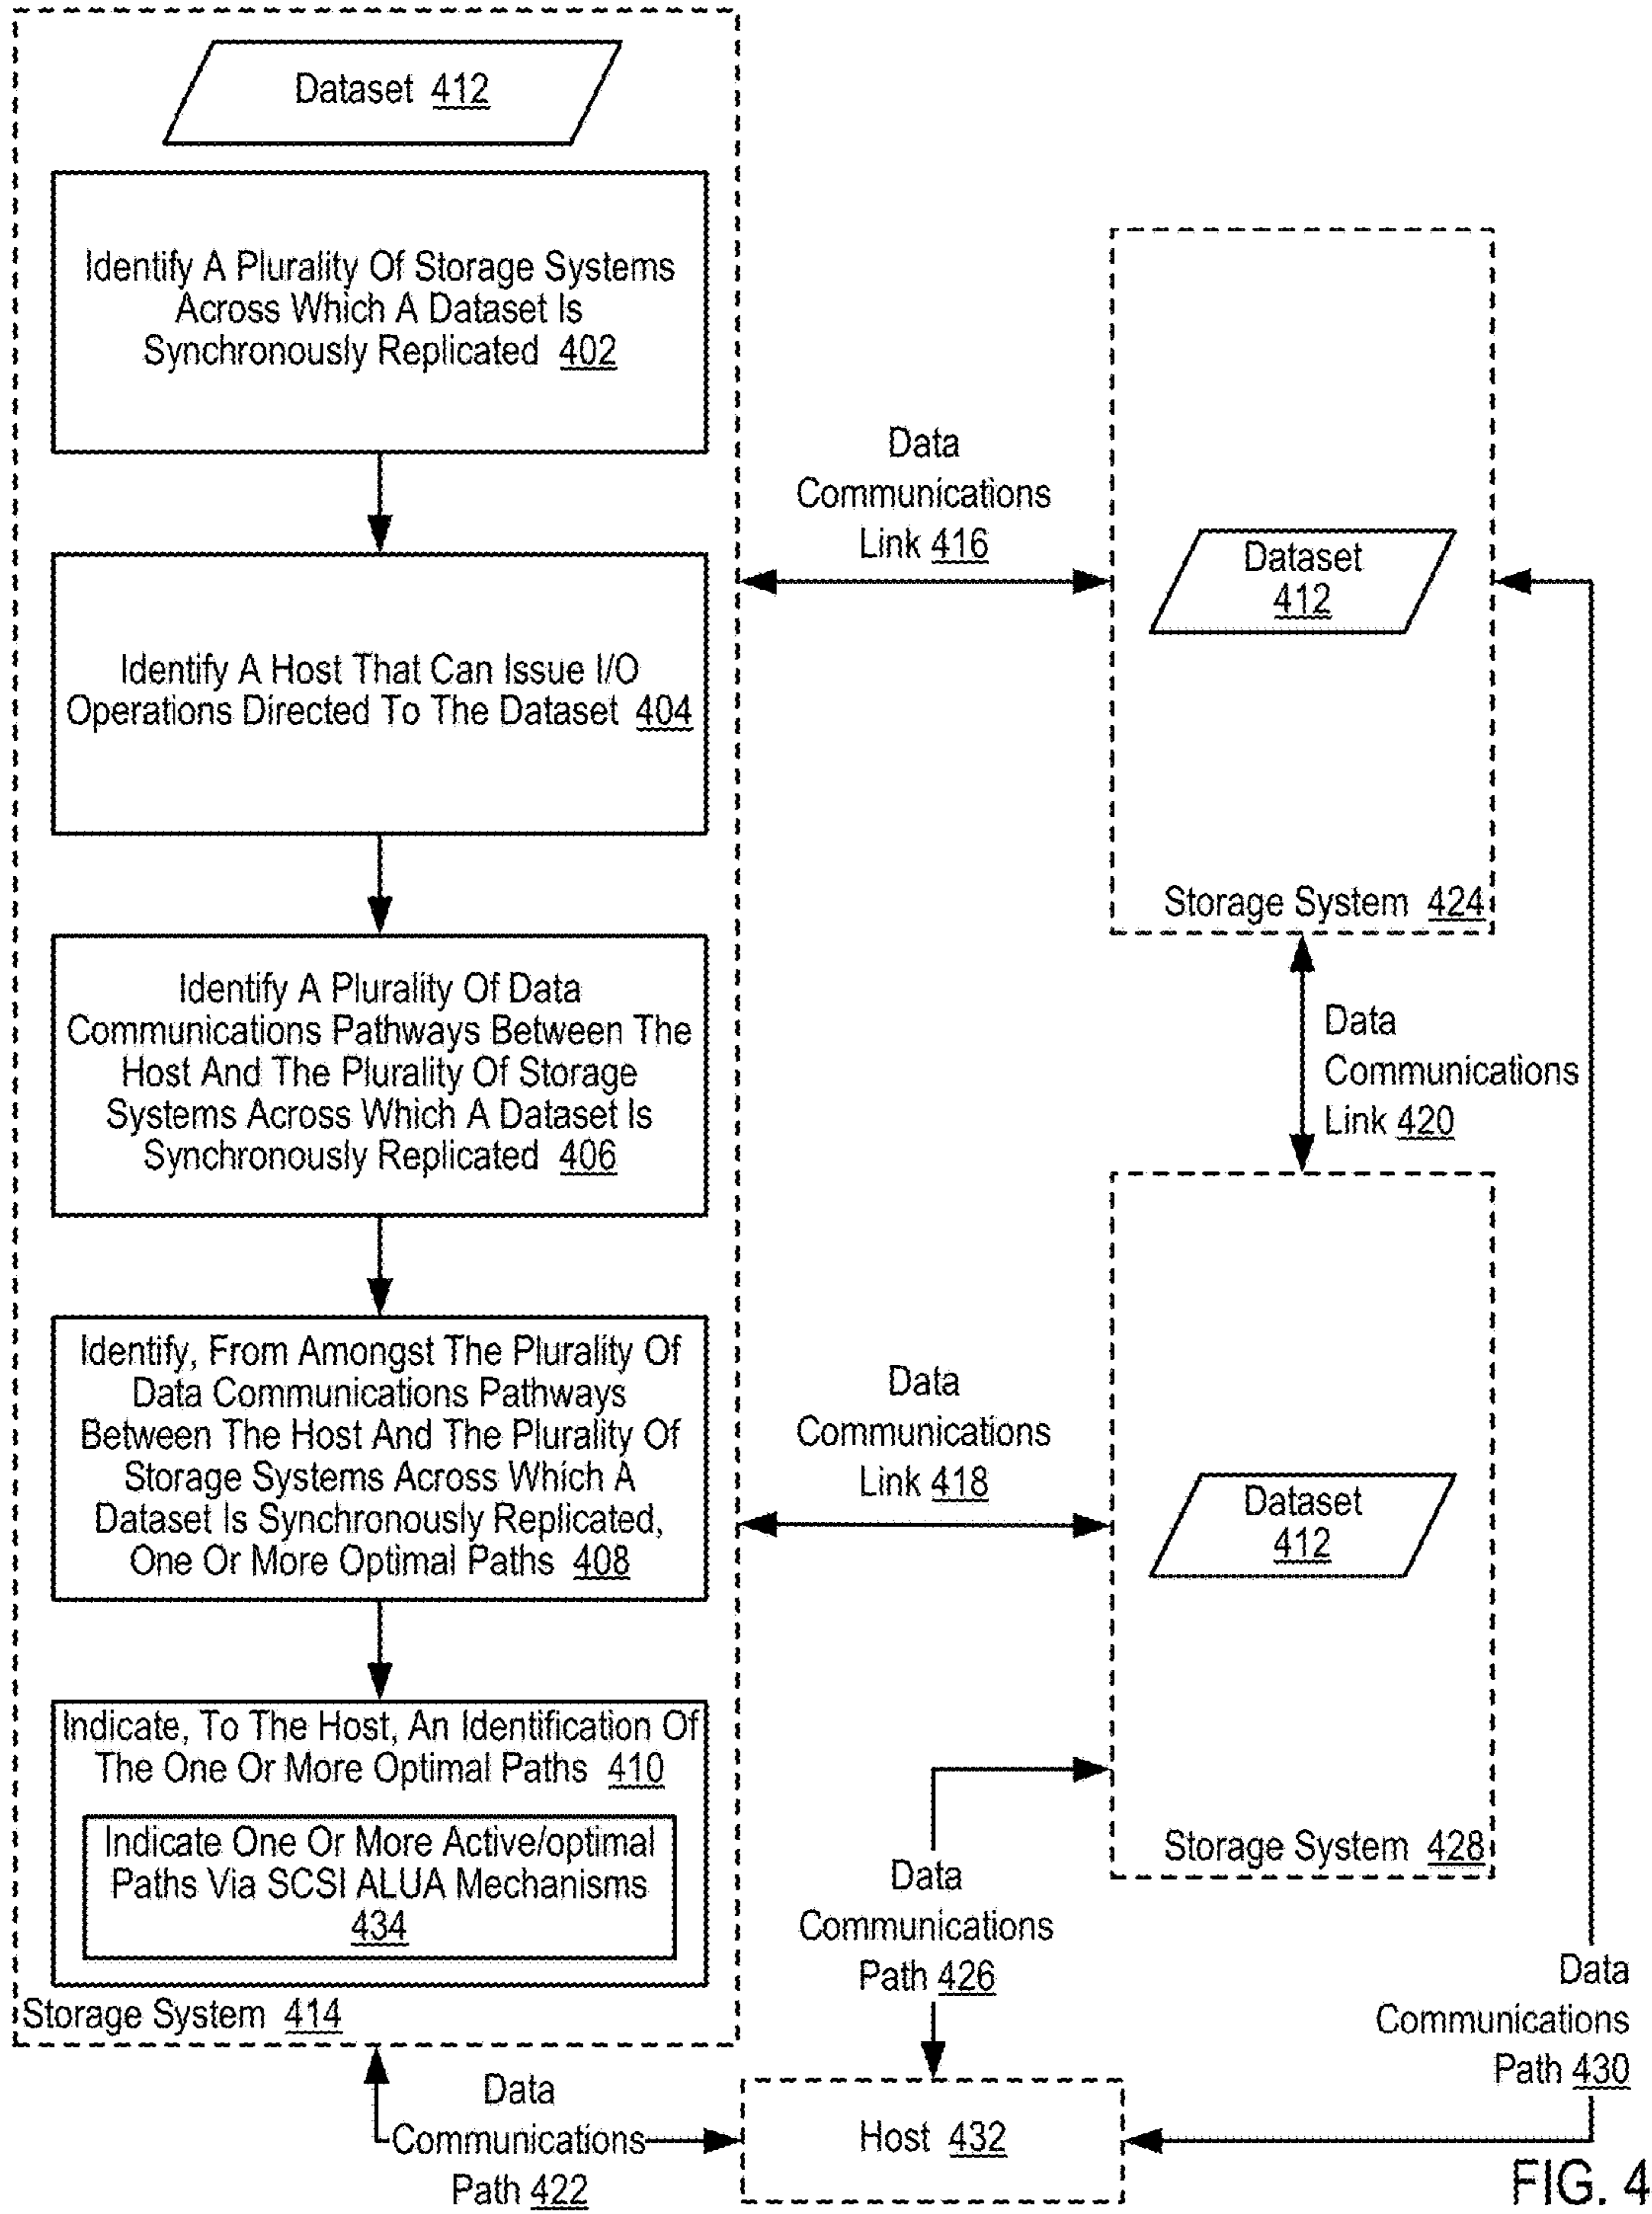 Dataset 412
Identify A Plurality Of Storage Systems
Across Which A Dataset Is
Synchronously Replicated 402
Identify A Host That Can Issue I/O
Operations Directed To The Dataset 404
Identify A Plurality Of Data
Communications Pathways Between The
Host And The Plurality Of Storage
Systems Across Which A Dataset Is
Synchronously Replicated 406
Identify, From Amongst The Plurality Of
Data Communications Pathways
Between The Host And The Plurality Of
Storage Systems Across Which A
Dataset Is Synchronously Replicated,
One Or More Optimal Paths 408
Indicate, To The Host, An Identification Of
The One Or More Optimal Paths 410
Indicate One Or More Active/optimal
Paths Via SCSI ALUA Mechanisms
434
Storage System 414
Data
Communications
Link 416
Dataset
412
Storage System 424
Data
Communications
Link 420
Data
Communications
Link 418
Dataset
412
Storage System 428
Data
Communications
Path 426
Data
Communications
Path 430
Data
Communications
Path 422
Host 432
FIG. 4